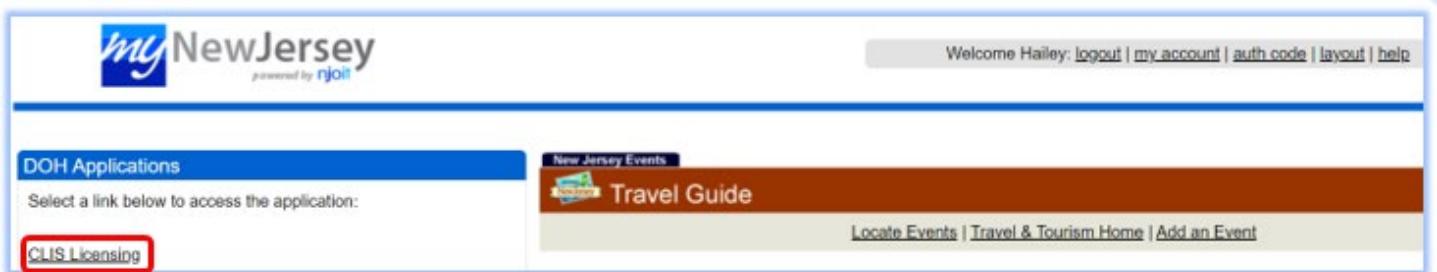 my NewJersey
powered by njoit
Welcome Hailey: logout | my account | auth code | layout | help
DOH Applications
Select a link below to access the application:
CLIS Licensing
New Jersey Events
Travel Guide
Locate Events | Travel & Tourism Home | Add an Event